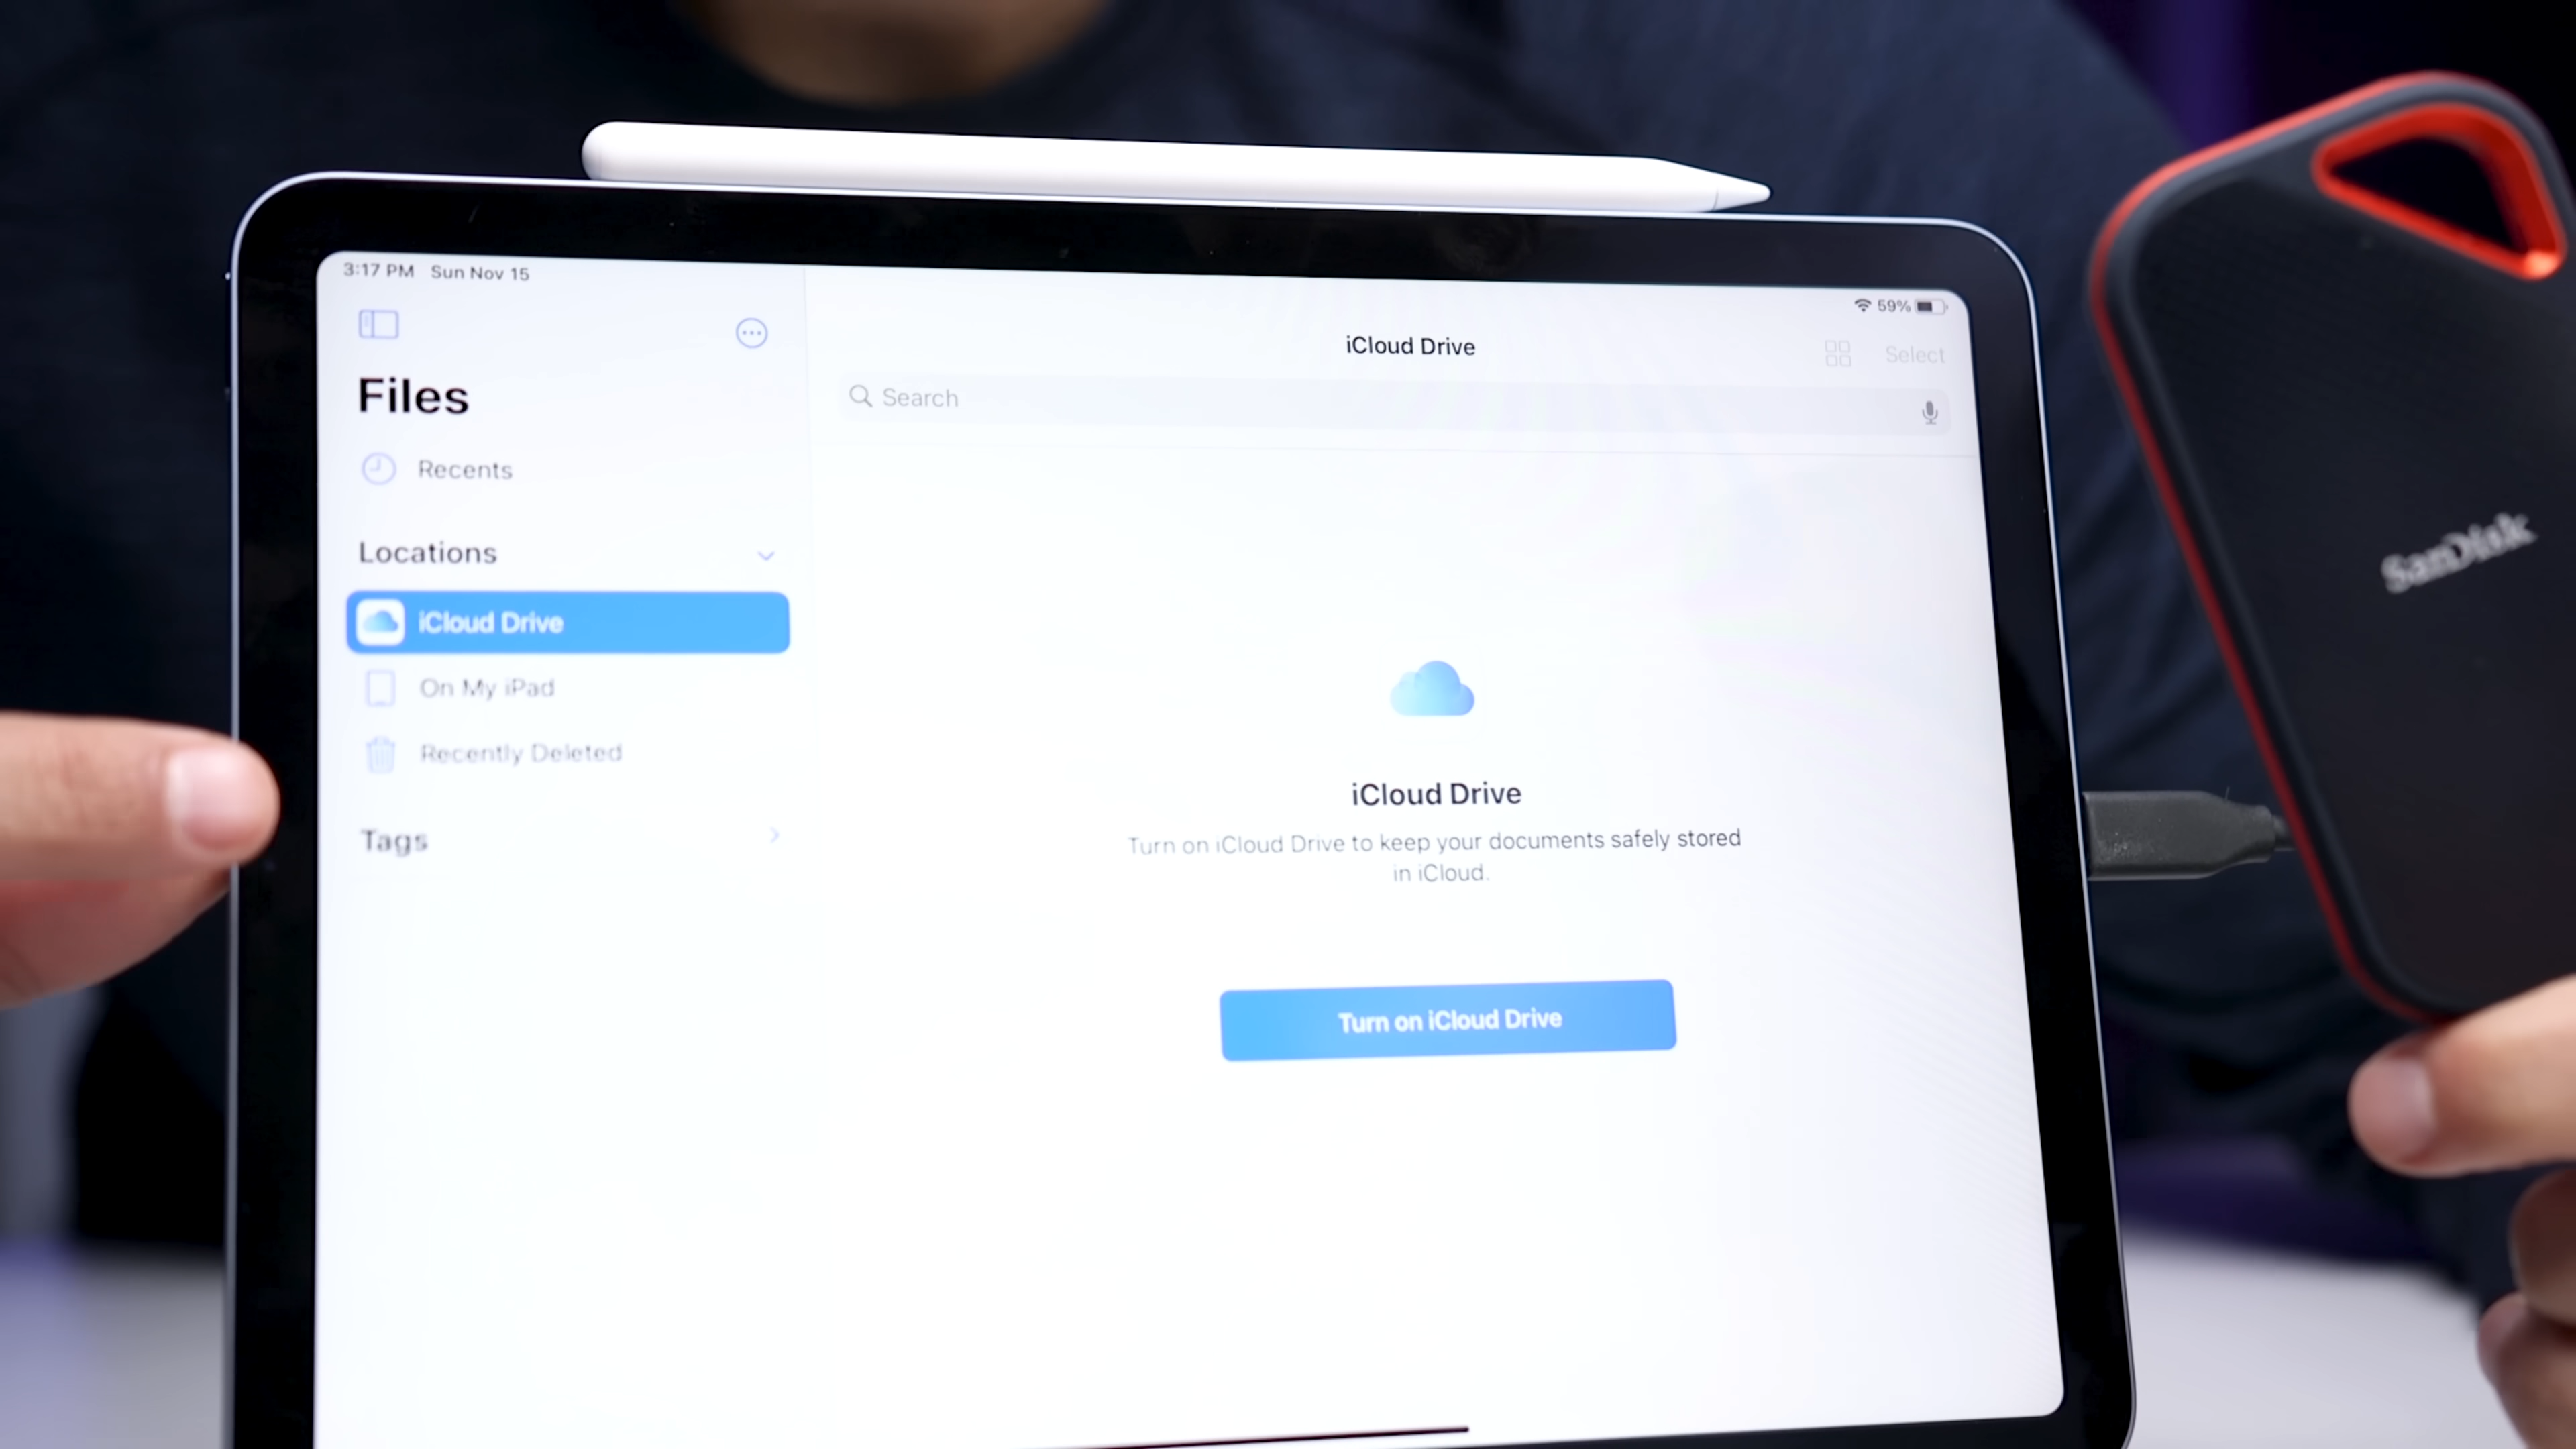 3:17 PM Sun Nov 15
59%
Files
Recents
Locations
iCloud Drive
On My iPad
Recently Deleted
Tags
iCloud Drive
Select
Search
iCloud Drive
Turn on iCloud Drive to keep your documents safely stored
in iCloud.
Turn on iCloud Drive
SanDisk